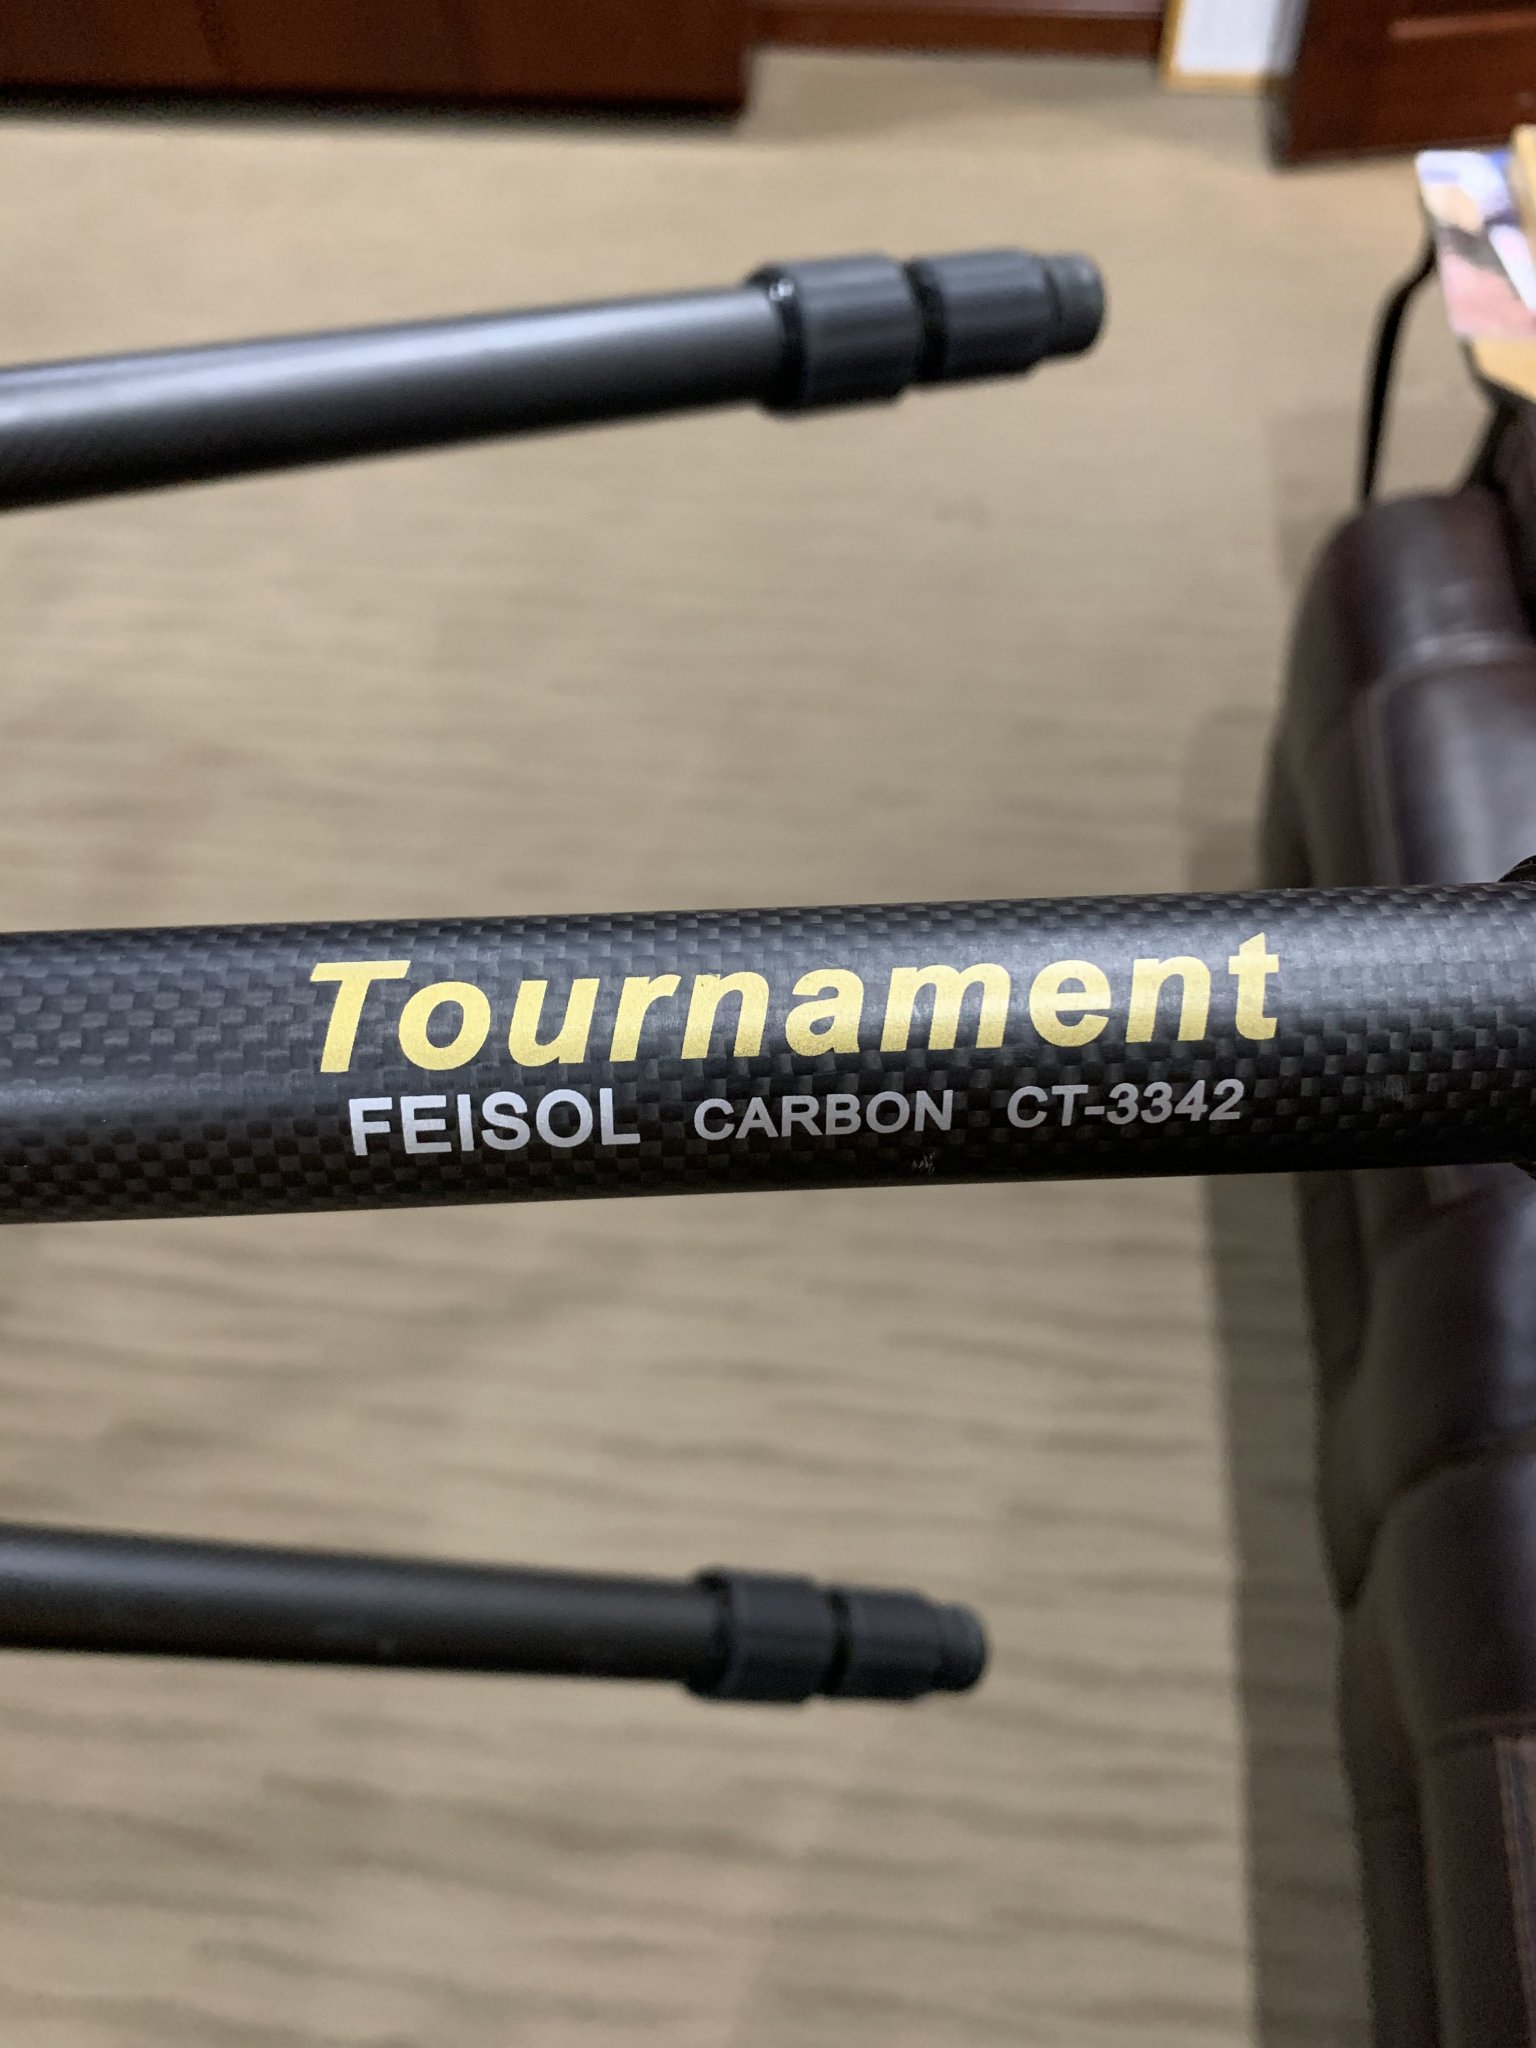 Tournament
FEISOL CARBON CT-3342